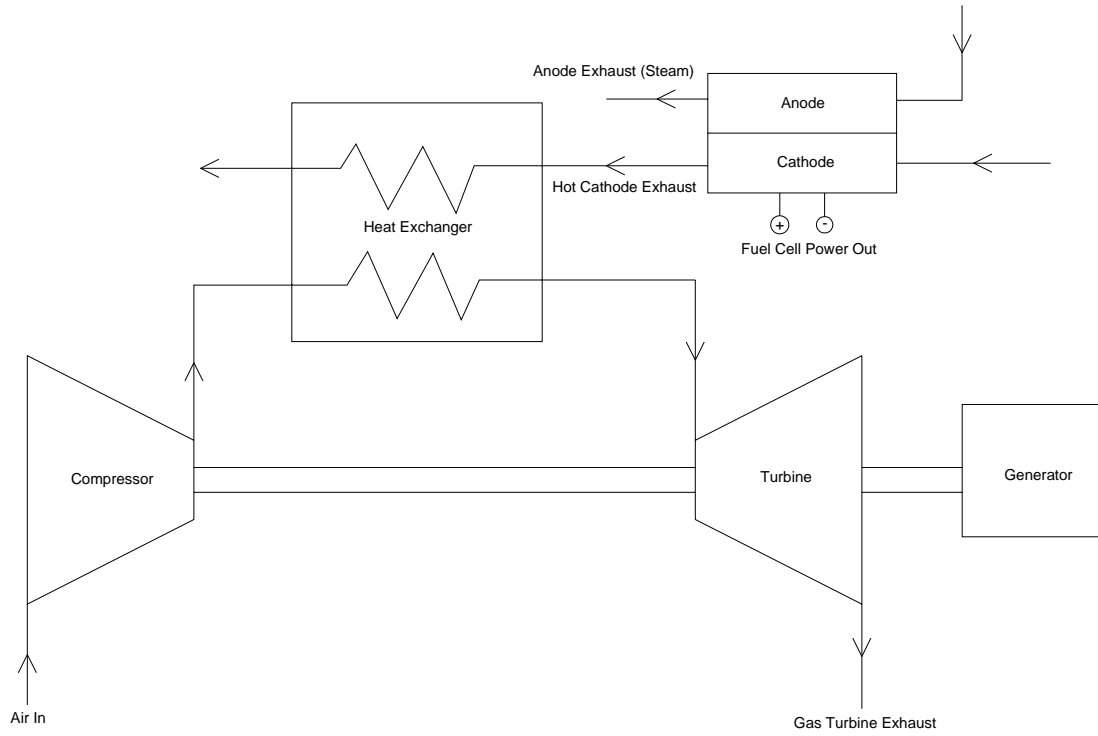 Anode Exhaust (Steam)
Anode
Cathode
Hot Cathode Exhaust
Heat Exchanger
+
-
Fuel Cell Power Out
Compressor
Turbine
Generator
Air In
Gas Turbine Exhaust